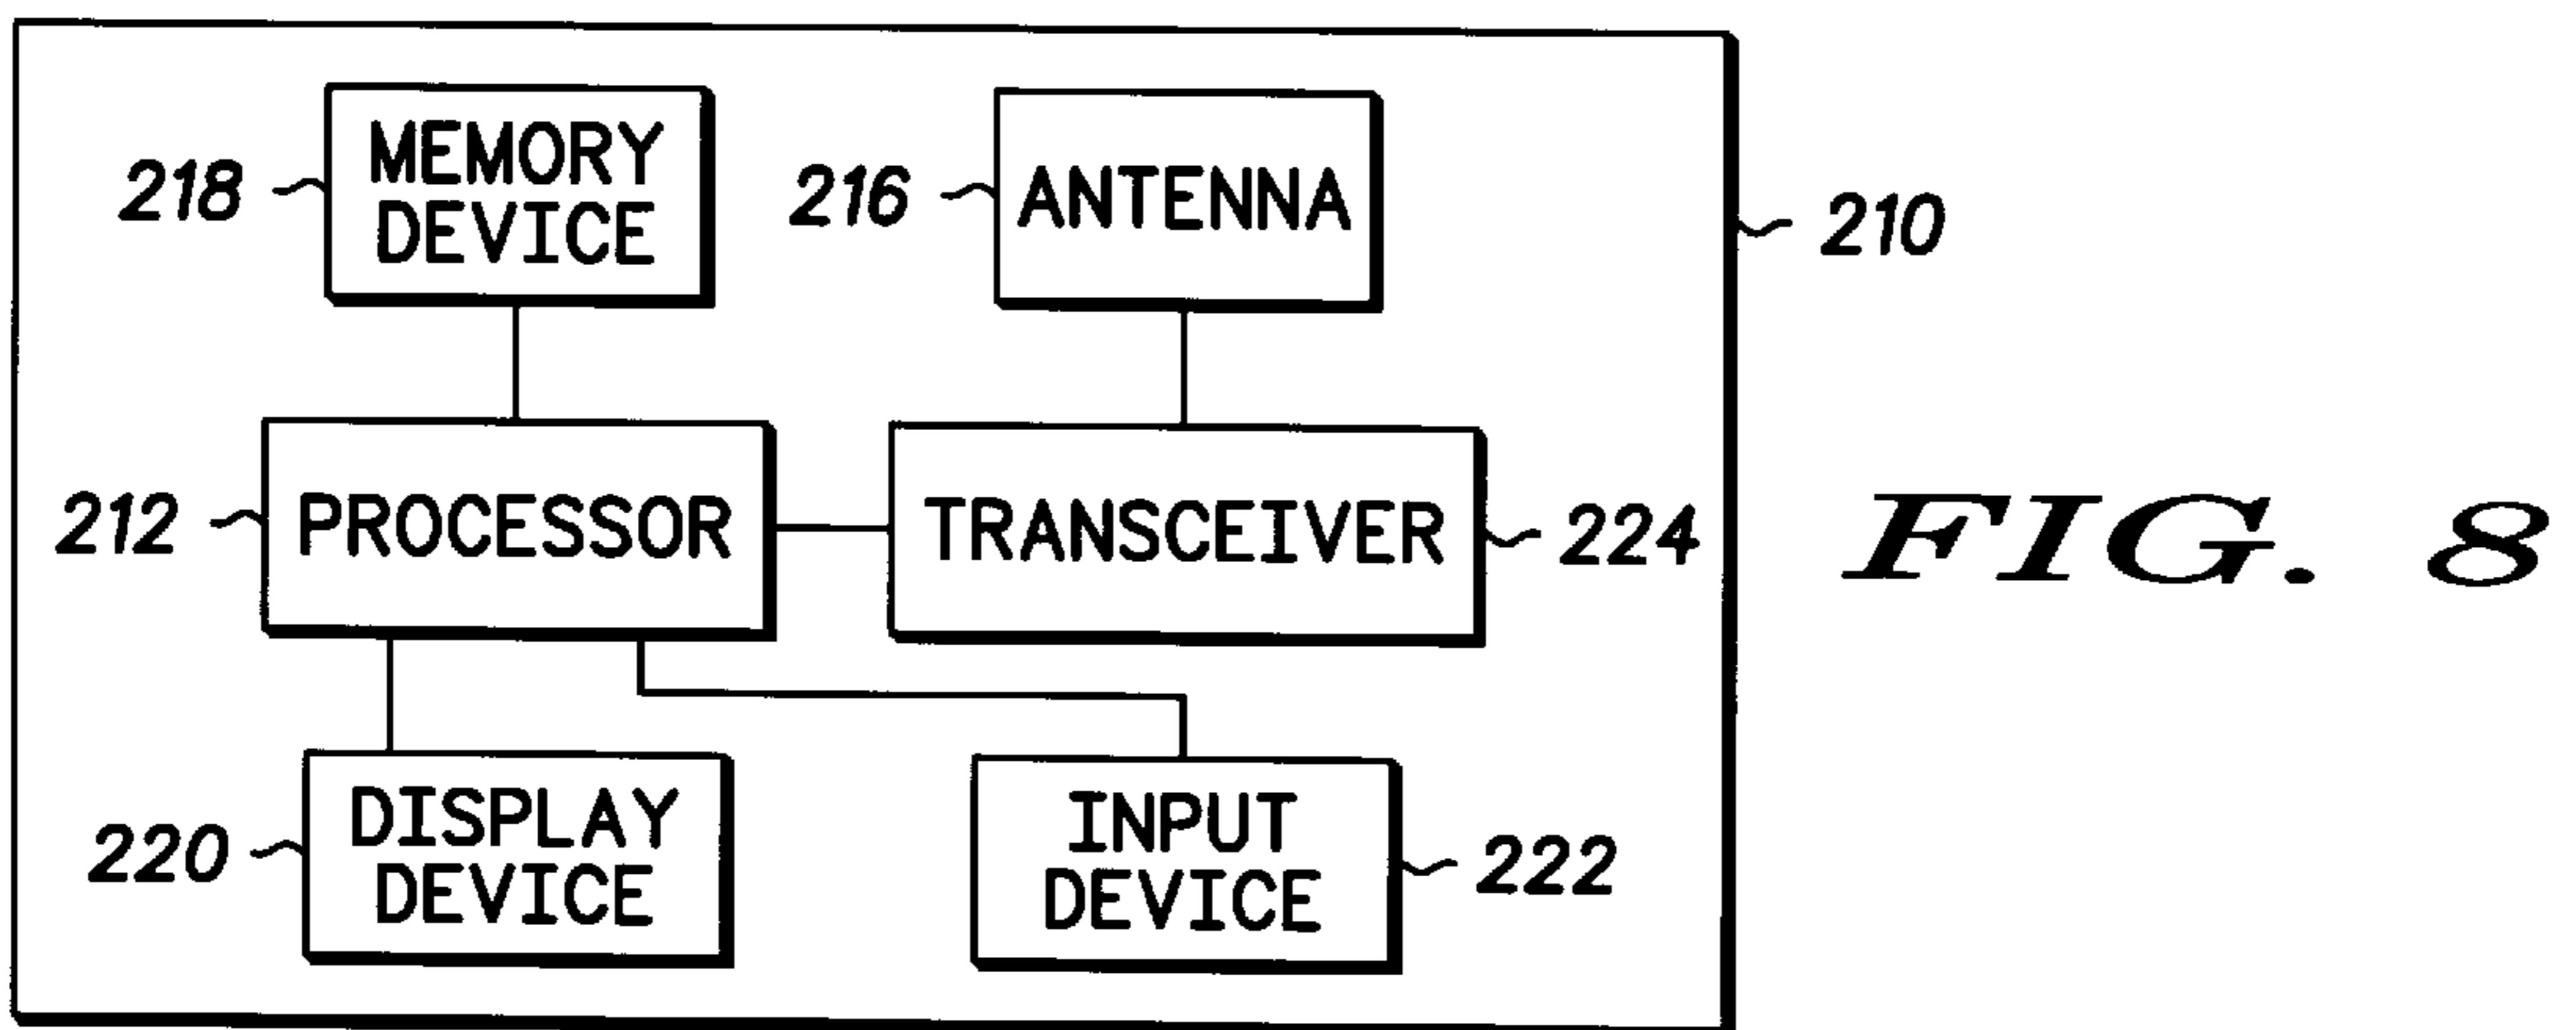 218
MEMORY
DEVICE
216
ANTENNA
210
212
PROCESSOR
TRANSCEIVER
224
FIG. 8
220
DISPLAY
DEVICE
INPUT
DEVICE
222